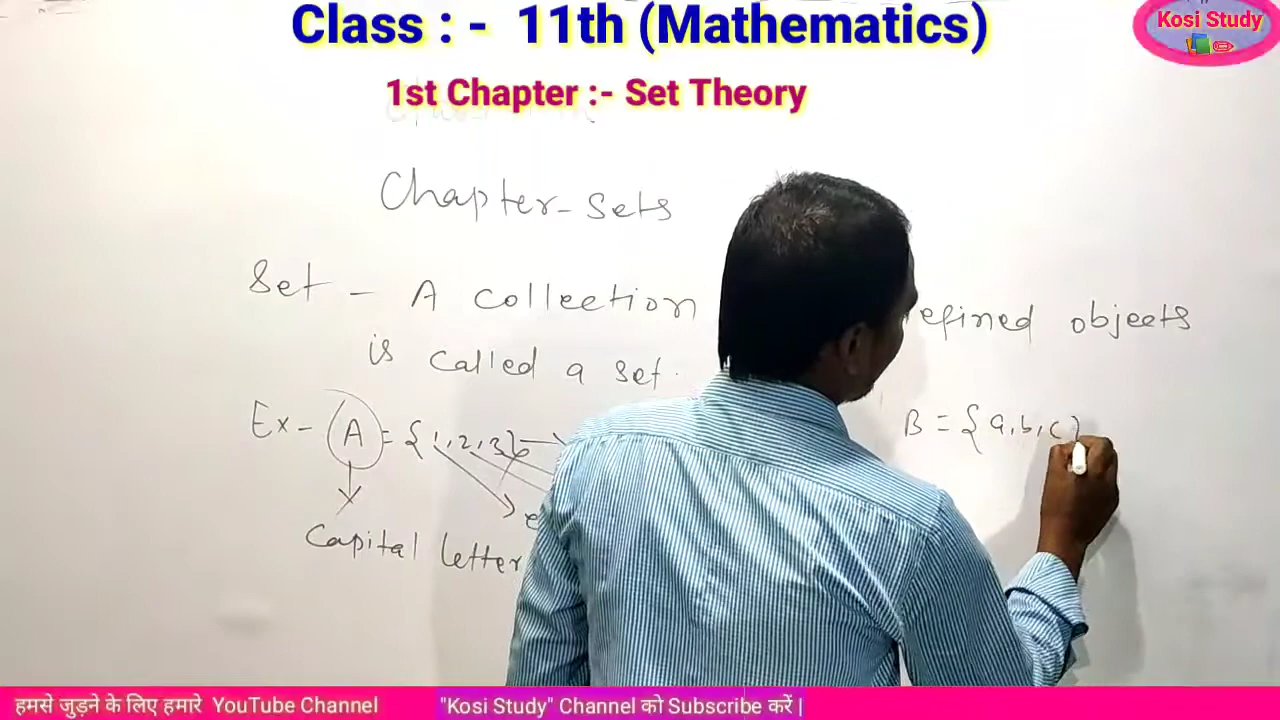 Class : - 11th (Mathematics)
Kosi Study
1st Chapter :- Set Theory
Chapter - Sets
Set - A collection efined objects
is called a set.
Ex - A = {1,2,3} →
B = {a,b,c}
Capital letter
हमसे जुड़ने के लिए हमारे YouTube Channel "Kosi Study" Channel को Subscribe करें |